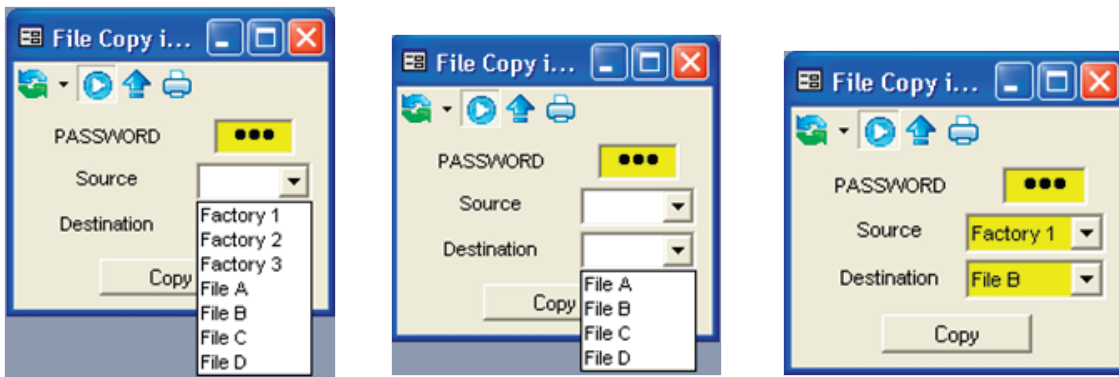 File Copy i...
PASSWORD •••
Source
Destination
Factory 1
Factory 2
Factory 3
File A
File B
File C
File D
Copy
File Copy i...
PASSWORD •••
Source
Destination
File A
File B
File C
File D
Copy
File Copy i...
PASSWORD •••
Source Factory 1
Destination File B
Copy